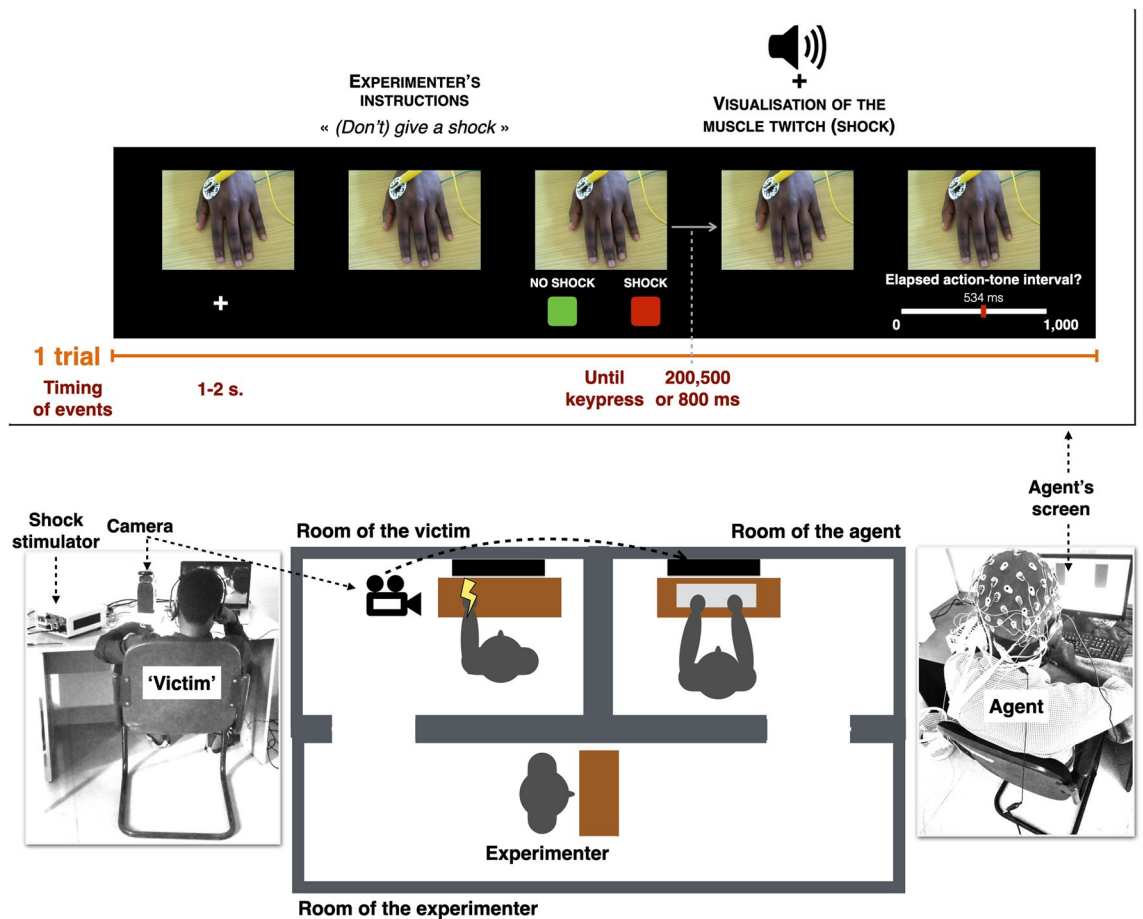 EXPERIMENTER'S
INSTRUCTIONS
« (Don't) give a shock »
+
VISUALISATION OF THE
MUSCLE TWITCH (SHOCK)
+
NO SHOCK
SHOCK
Elapsed action-tone interval?
534 ms
0
1,000
1 trial
Timing
of events
1-2 s.
Until
keypress
200,500
or 800 ms
Shock
stimulator
Camera
Room of the victim
Room of the agent
Agent's
screen
'Victim'
Agent
Experimenter
Room of the experimenter